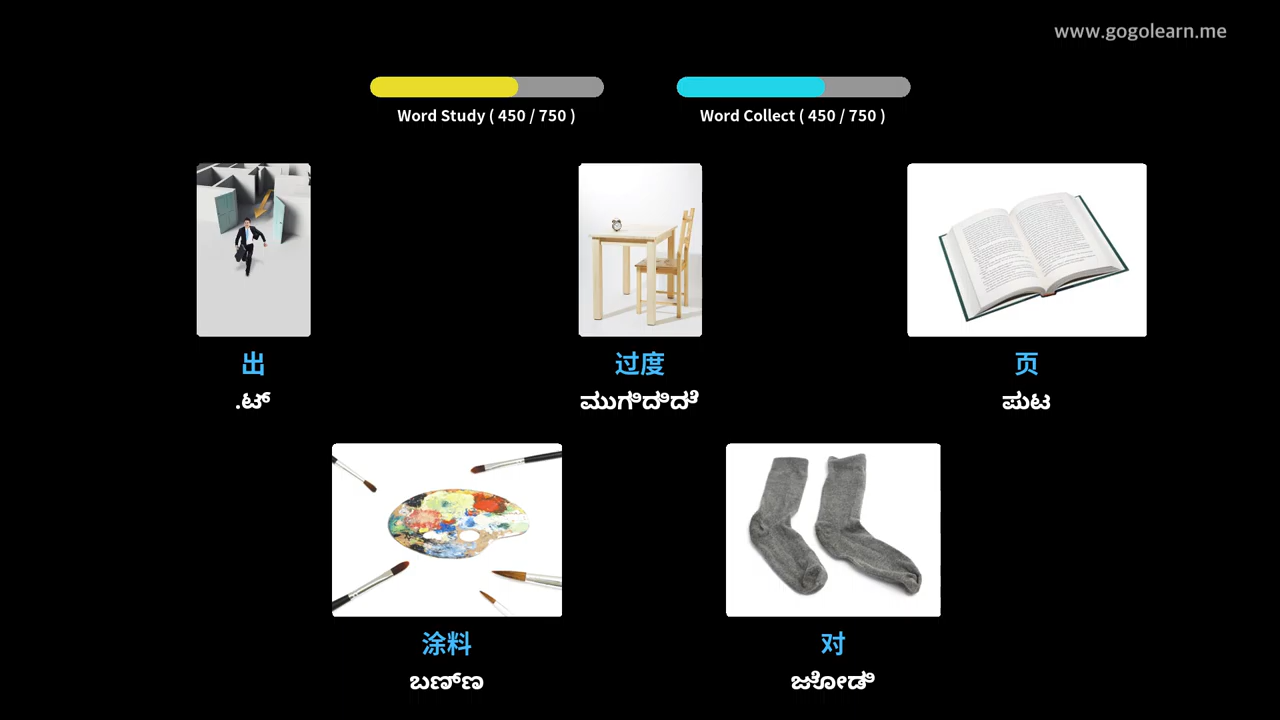 www.gogolearn.me
Word Study ( 450 / 750 )
Word Collect ( 450 / 750 )
出
.ಟ್
过度
ಮುಗಿದಿದೆ
页
ಪುಟ
涂料
ಬಣ್ಣ
对
ಜೋಡಿ